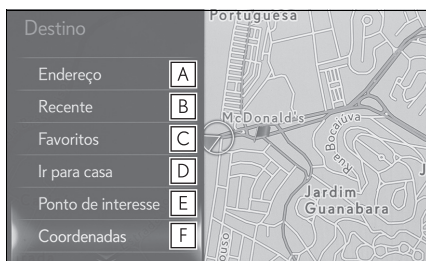 Destino
Endereço A
Recente B
Favoritos C
Ir para casa D
Ponto de interesse E
Coordenadas F
Portuguesa
McDonald's
Rua Bocaiúva
Jardim
Guanabara
J